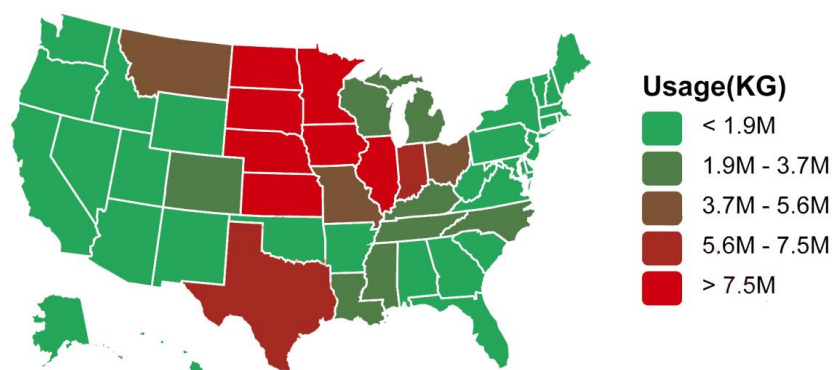 Usage(KG)
< 1.9M
1.9M - 3.7M
3.7M - 5.6M
5.6M - 7.5M
> 7.5M